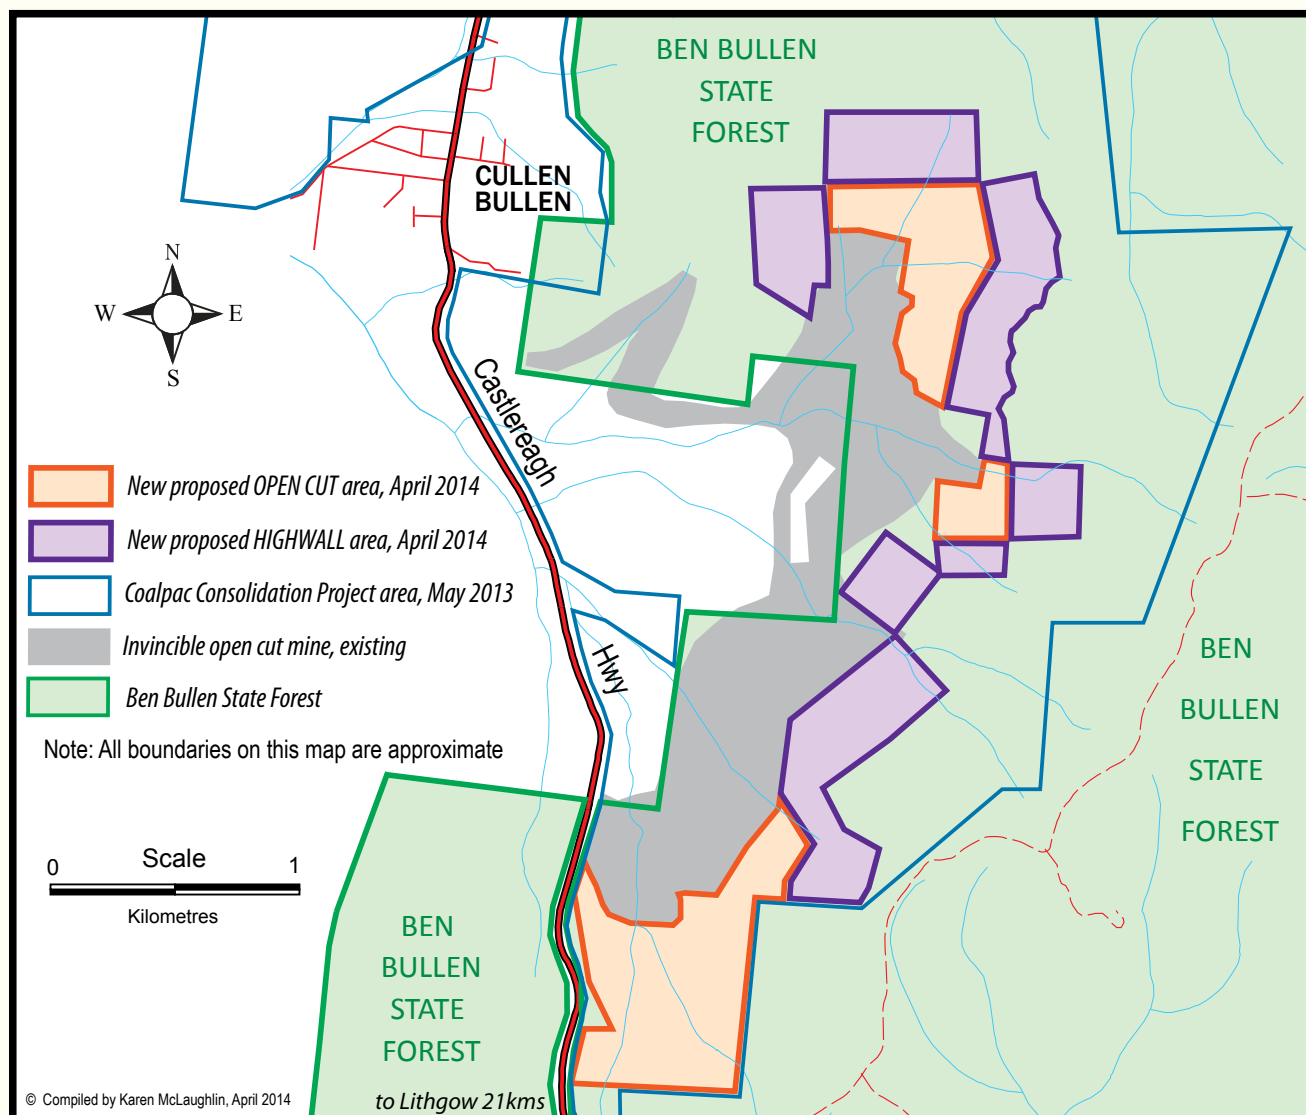 BEN BULLEN
STATE
FOREST
CULLEN
BULLEN
N
W
E
S
Castlereagh
Hwy
New proposed OPEN CUT area, April 2014
New proposed HIGHWALL area, April 2014
Coalpac Consolidation Project area, May 2013
Invincible open cut mine, existing
Ben Bullen State Forest
Note: All boundaries on this map are approximate
BEN
BULLEN
STATE
FOREST
0
Scale
1
Kilometres
BEN
BULLEN
STATE
FOREST
to Lithgow 21kms
© Compiled by Karen McLaughlin, April 2014